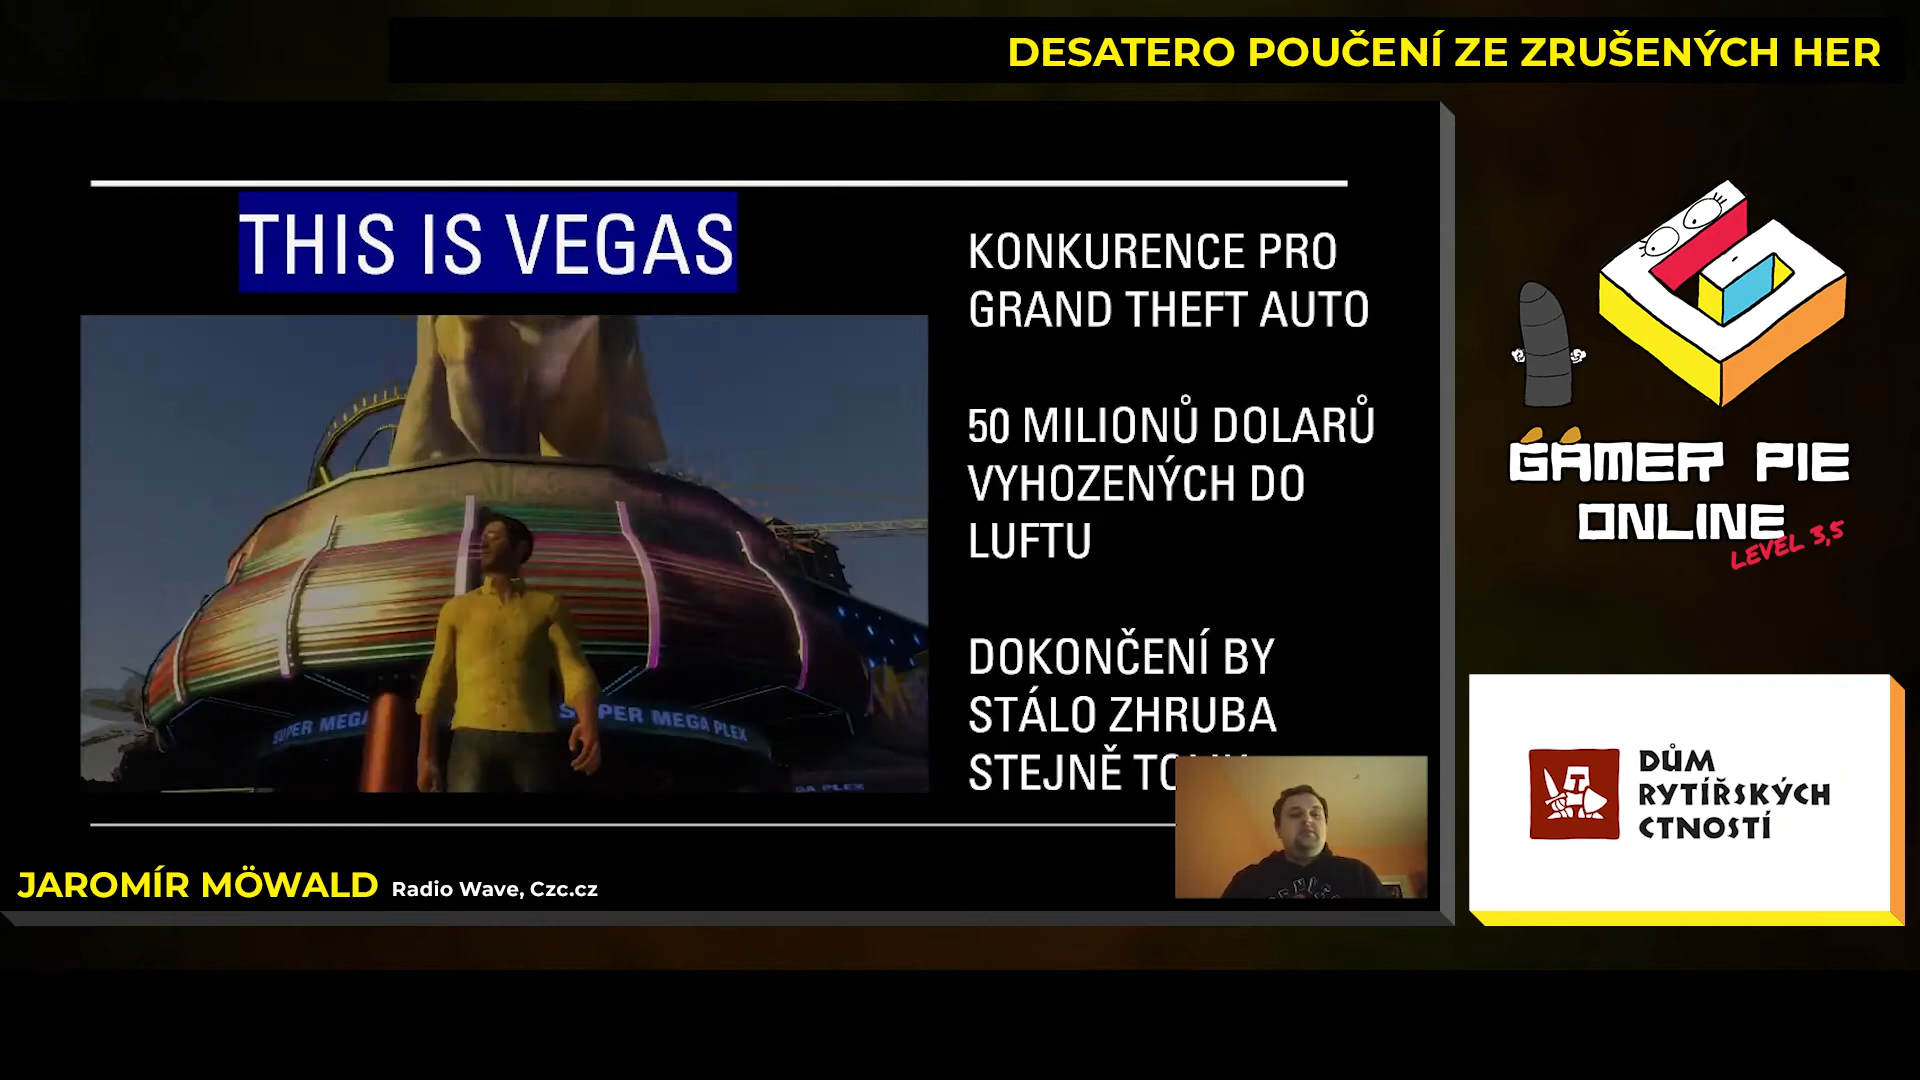 DESATERO POUČENÍ ZE ZRUŠENÝCH HER
THIS IS VEGAS
KONKURENCE PRO
GRAND THEFT AUTO
50 MILIONŮ DOLARŮ
VYHOZENÝCH DO
LUFTU
DOKONČENÍ BY
STÁLO ZHRUBA
STEJNĚ
SUPER MEGA
SUPER MEGA PLEX
GA PLEX
JAROMÍR MÖWALD Radio Wave, Czc.cz
GAMER PIE
ONLINE
LEVEL 3,5
DŮM
RYTÍŘSKÝCH
CTNOSTÍ